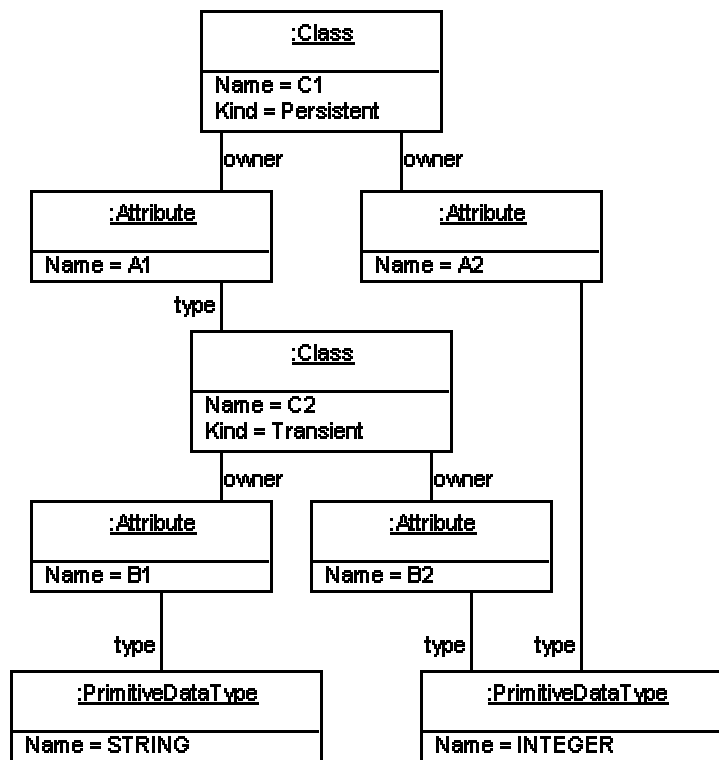 :Class
Name = C1
Kind = Persistent
owner
owner
:Attribute
Name = A1
:Attribute
Name = A2
type
:Class
Name = C2
Kind = Transient
owner
owner
:Attribute
Name = B1
:Attribute
Name = B2
type
type
type
:PrimitiveDataType
Name = STRING
:PrimitiveDataType
Name = INTEGER